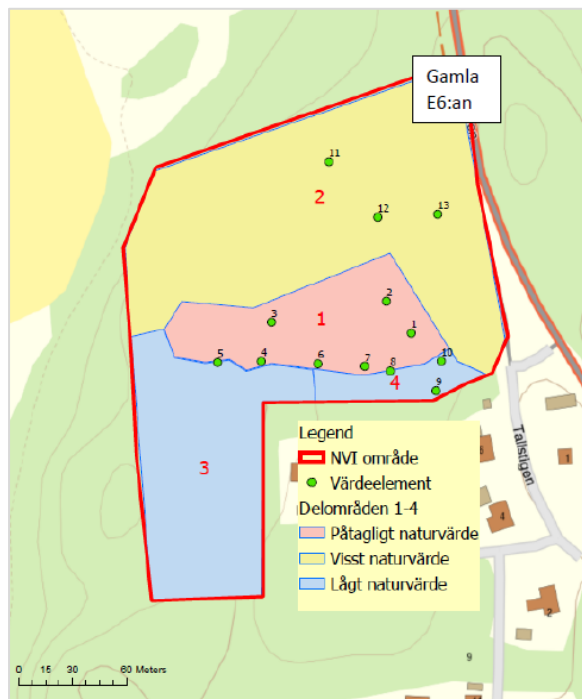 Gamla
E6:an
11
2
12
13
3
1
2
1
5
4
6
7
8
10
4
9
3
Legend
NVI område
Värdeelement
Delområden 1-4
Påtagligt naturvärde
Visst naturvärde
Lågt naturvärde
Tallstigen
6
1
4
2
9
0 15 30 60 Meters